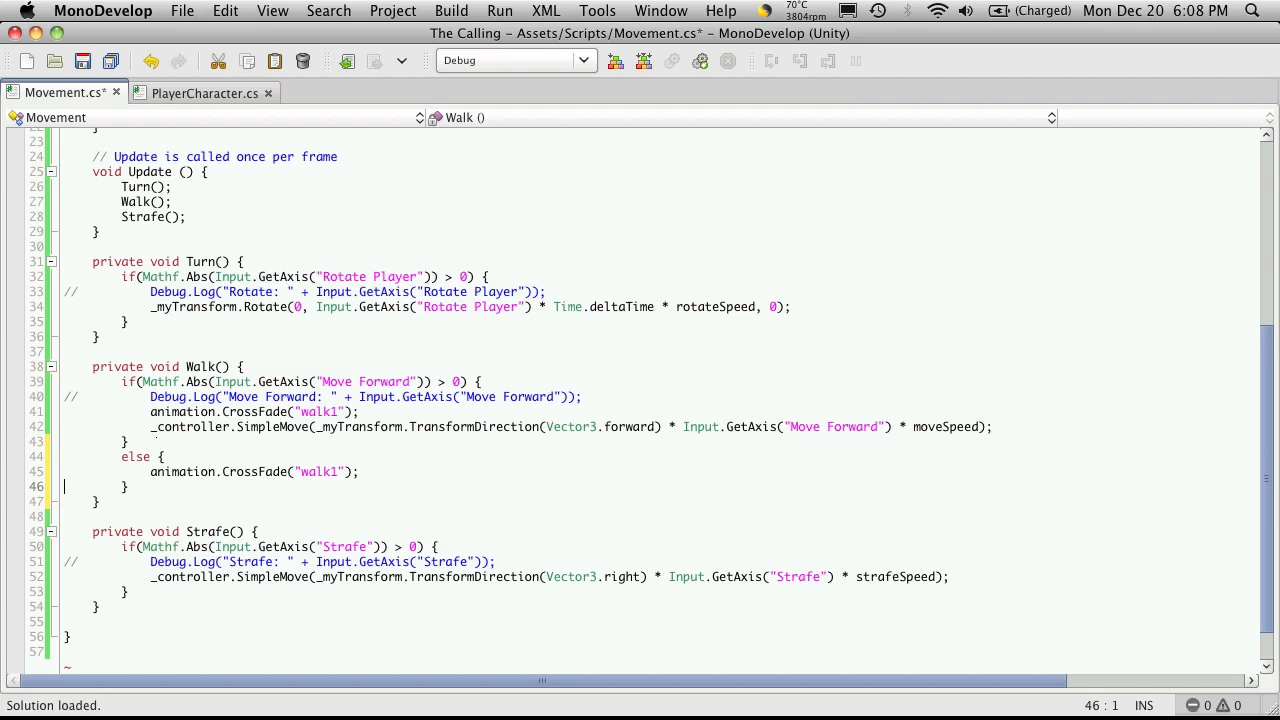 MonoDevelop File Edit View Search Project Build Run XML Tools Window Help 70°C 3804rpm (Charged) Mon Dec 20 6:08 PM
The Calling - Assets/Scripts/Movement.cs* - MonoDevelop (Unity)
Debug
Movement.cs* PlayerCharacter.cs
Movement Walk ()
22 }
23
24 // Update is called once per frame
25 void Update () {
26 Turn();
27 Walk();
28 Strafe();
29 }
30
31 private void Turn() {
32 if(Mathf.Abs(Input.GetAxis("Rotate Player")) > 0) {
33 // Debug.Log("Rotate: " + Input.GetAxis("Rotate Player"));
34 _myTransform.Rotate(0, Input.GetAxis("Rotate Player") * Time.deltaTime * rotateSpeed, 0);
35 }
36 }
37
38 private void Walk() {
39 if(Mathf.Abs(Input.GetAxis("Move Forward")) > 0) {
40 // Debug.Log("Move Forward: " + Input.GetAxis("Move Forward"));
41 animation.CrossFade("walk1");
42 _controller.SimpleMove(_myTransform.TransformDirection(Vector3.forward) * Input.GetAxis("Move Forward") * moveSpeed);
43 }
44 else {
45 animation.CrossFade("walk1");
46 }
47 }
48
49 private void Strafe() {
50 if(Mathf.Abs(Input.GetAxis("Strafe")) > 0) {
51 // Debug.Log("Strafe: " + Input.GetAxis("Strafe"));
52 _controller.SimpleMove(_myTransform.TransformDirection(Vector3.right) * Input.GetAxis("Strafe") * strafeSpeed);
53 }
54 }
55
56 }
57
~
Solution loaded. 46 : 1 INS 0 0